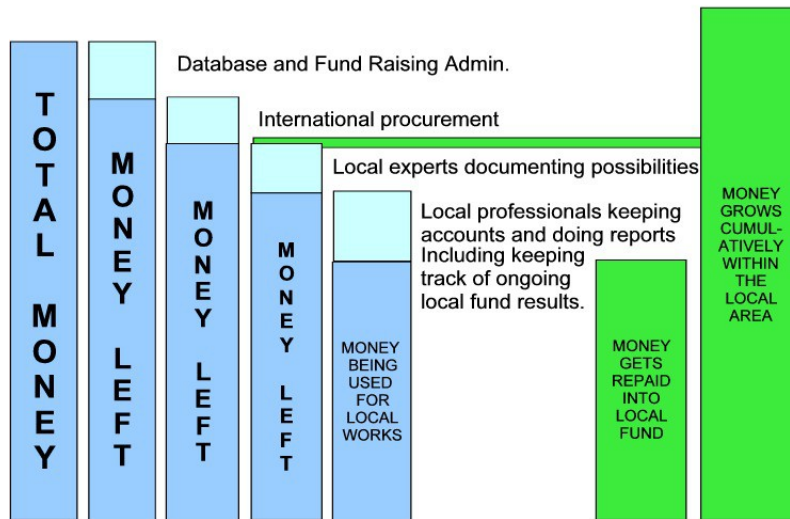 TOTAL MONEY
MONEY LEFT
MONEY LEFT
MONEY LEFT
Database and Fund Raising Admin.
International procurement
Local experts documenting possibilities
Local professionals keeping
accounts and doing reports
Including keeping
track of ongoing
local fund results.
MONEY
BEING
USED
FOR
LOCAL
WORKS
MONEY
GETS
REPAID
INTO
LOCAL
FUND
MONEY
GROWS
CUMUL-
ATIVELY
WITHIN
THE
LOCAL
AREA